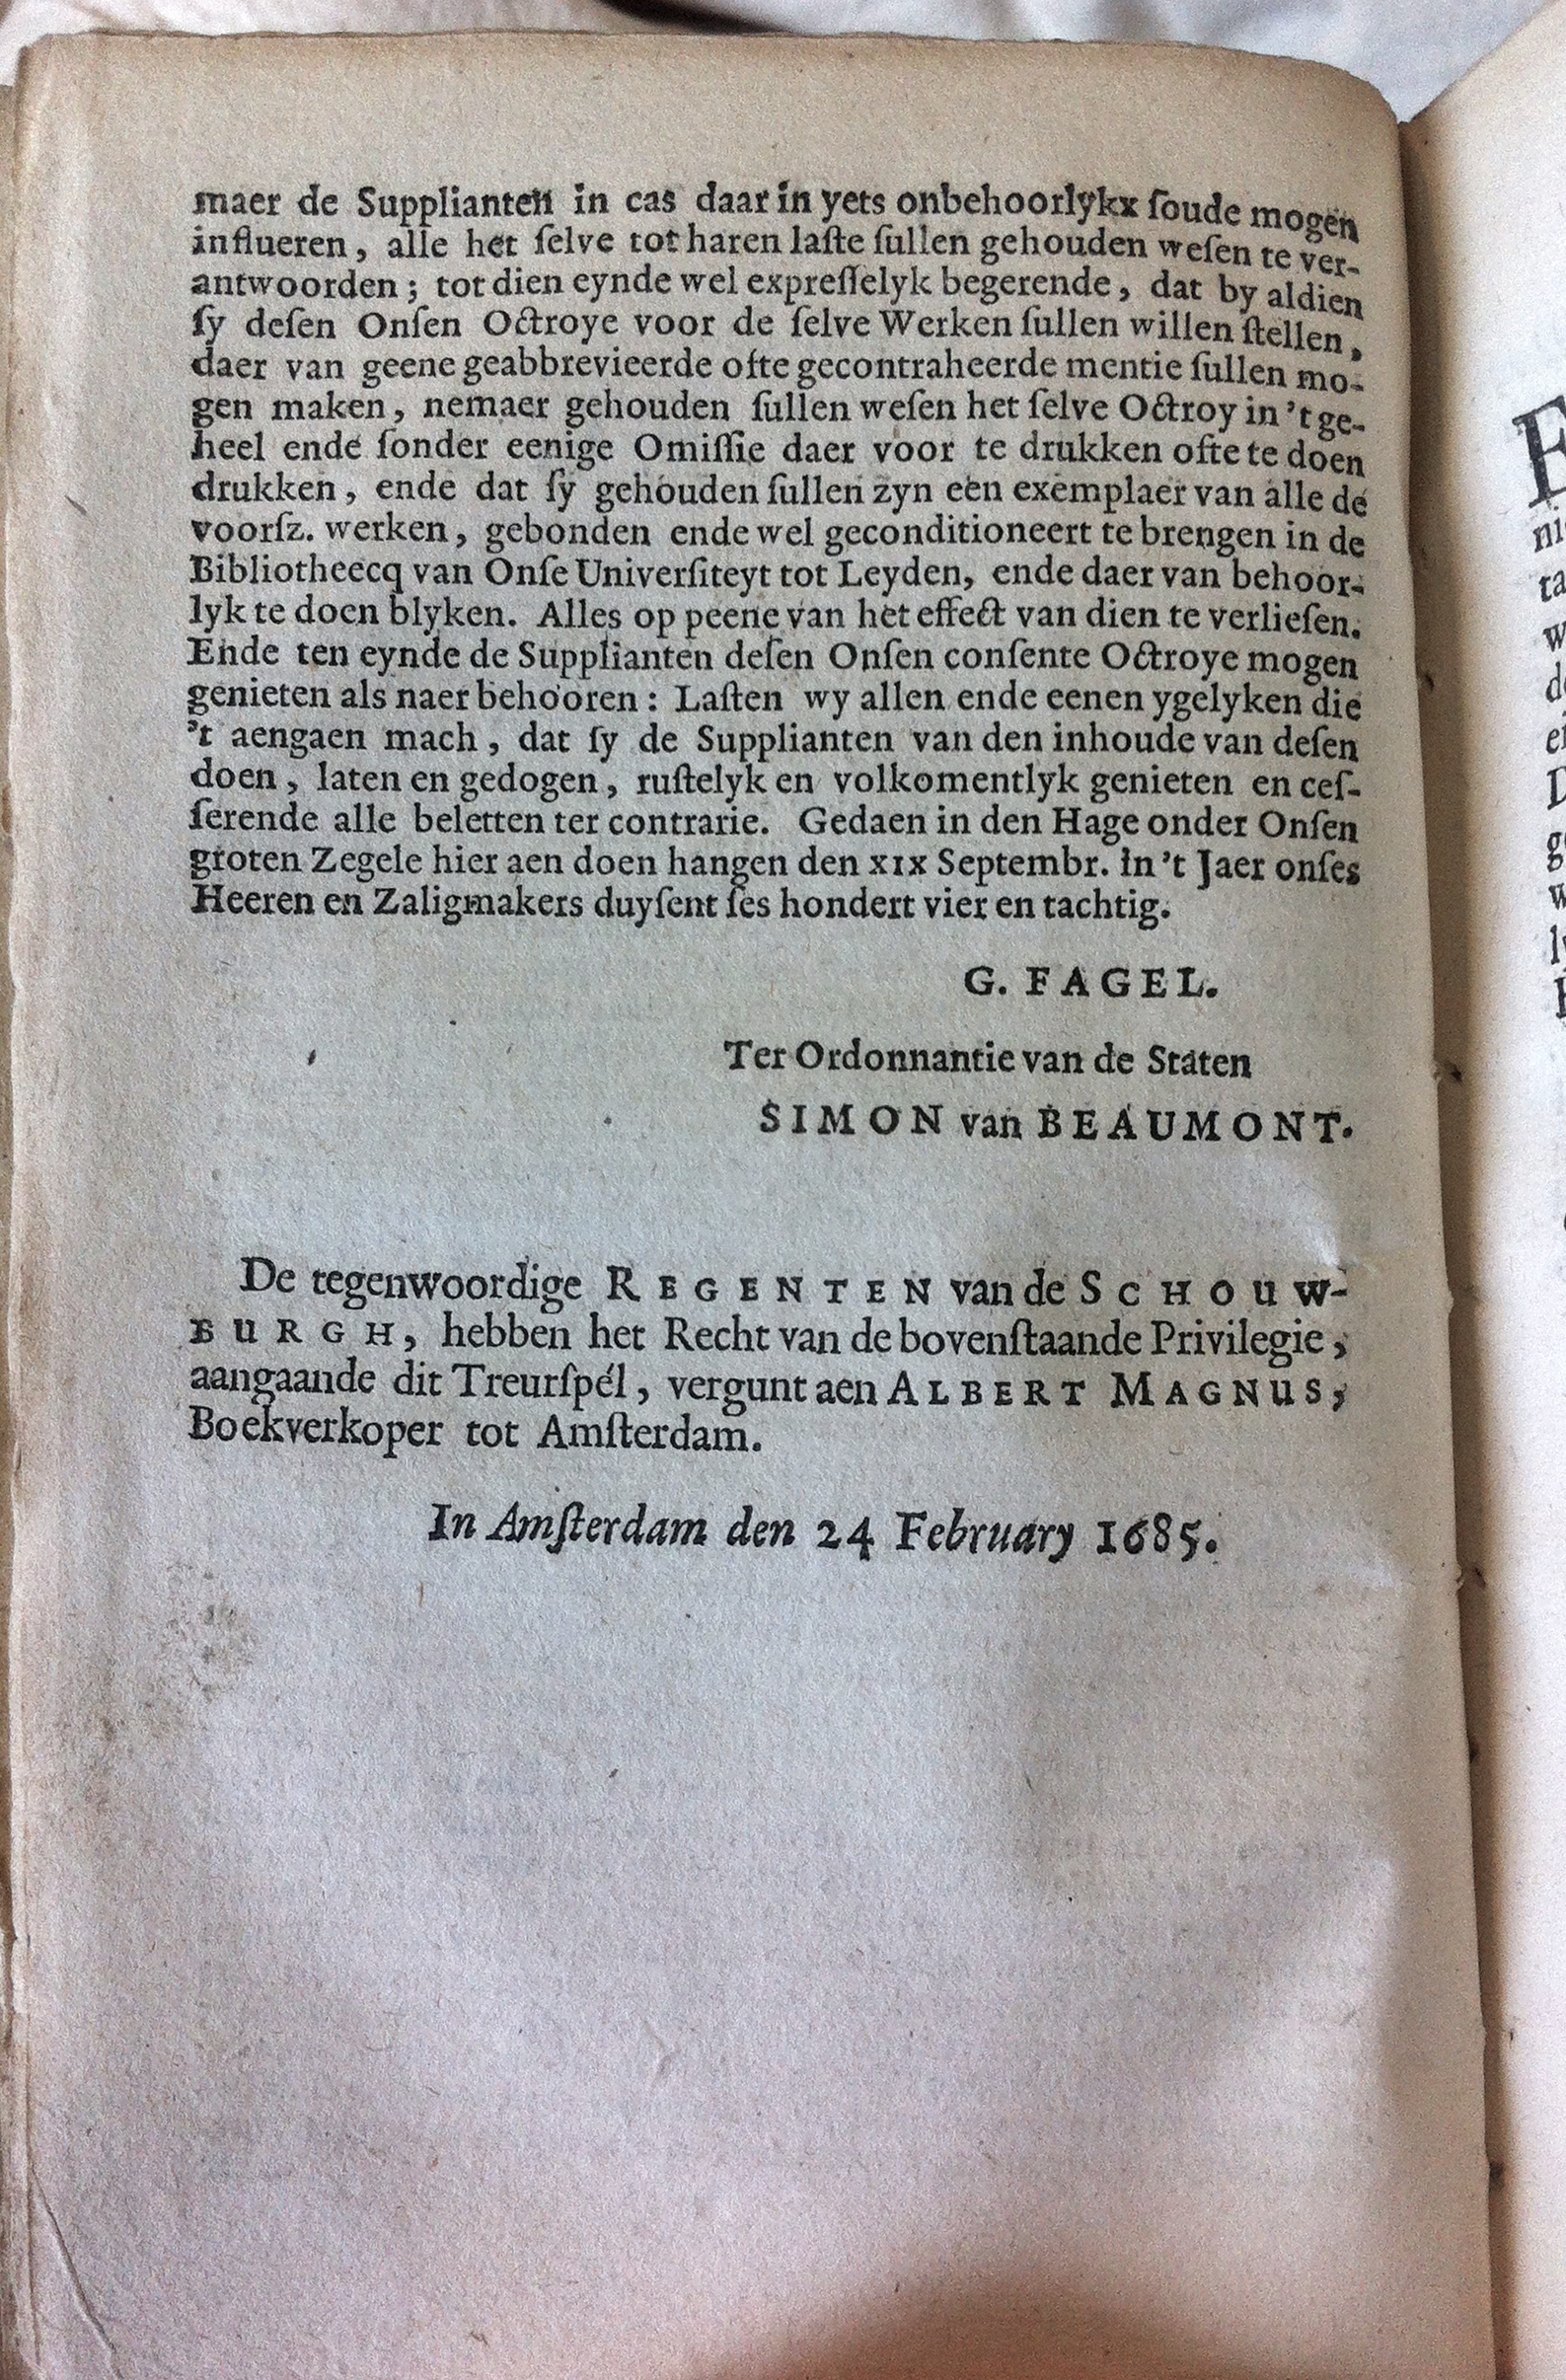 maer de Supplianten in cas daar in yets onbehoorlykx ſoude mogen
influeren, alle het ſelve tot haren laſte ſullen gehouden weſen te ver-
antwoorden; tot dien eynde wel expreſſelyk begerende, dat by aldien
ſy deſen Onſen Octroye voor de ſelve Werken ſullen willen ſtellen,
daer van geene geabbrevieerde ofte gecontraheerde mentie ſullen mo-
gen maken, nemaer gehouden ſullen weſen het ſelve Octroy in 't ge-
heel ende ſonder eenige Omiſſie daer voor te drukken ofte te doen
drukken, ende dat ſy gehouden ſullen zyn een exemplaer van alle de
voorſz. werken, gebonden ende wel geconditioneert te brengen in de
Bibliotheecq van Onſe Univerſiteyt tot Leyden, ende daer van behoor-
lyk te doen blyken. Alles op peene van het effect van dien te verlieſen.
Ende ten eynde de Supplianten deſen Onſen conſente Octroye mogen
genieten als naer behooren: Laſten wy allen ende eenen ygelyken die
't aengaen mach, dat ſy de Supplianten van den inhoude van deſen
doen, laten en gedogen, ruſtelyk en volkomentlyk genieten en ceſ-
ſerende alle beletten ter contrarie. Gedaen in den Hage onder Onſen
groten Zegele hier aen doen hangen den XIX Septembr. in 't Jaer onſes
Heeren en Zaligmakers duyſent ſes hondert vier en tachtig.
G. FAGEL.
Ter Ordonnantie van de Staten
SIMON van BEAUMONT.
De tegenwoordige REGENTEN van de SCHOUW-
BURGH, hebben het Recht van de bovenſtaande Privilegie,
aangaande dit Treurſpél, vergunt aen ALBERT MAGNUS,
Boekverkoper tot Amſterdam.
In Amſterdam den 24 February 1685.